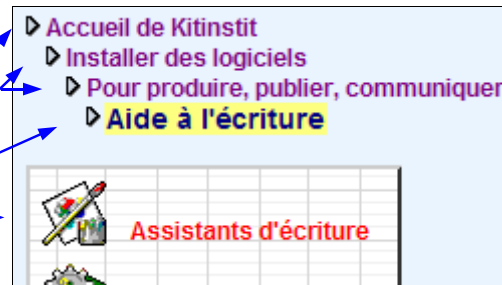 Accueil de Kitinstit
Installer des logiciels
Pour produire, publier, communiquer
Aide à l'écriture
Assistants d'écriture